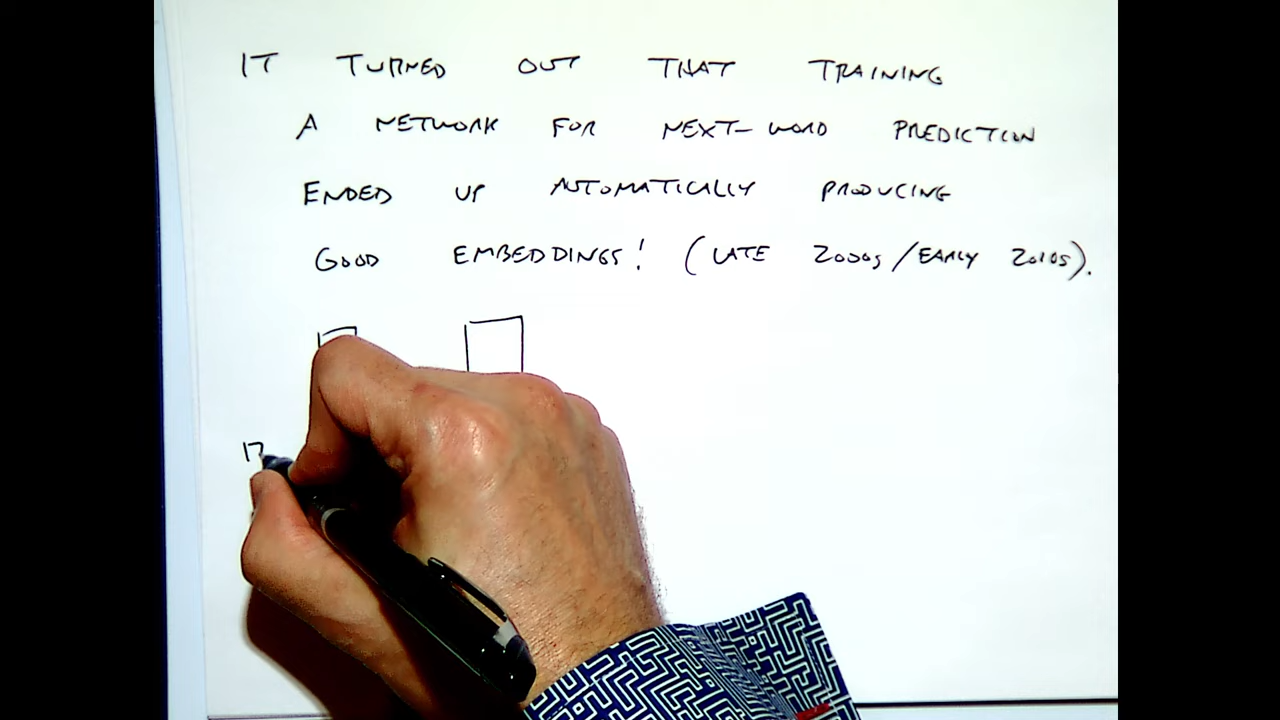 IT TURNED OUT THAT TRAINING
A NETWORK FOR NEXT-WORD PREDICTION
ENDED UP AUTOMATICALLY PRODUCING
GOOD EMBEDDINGS! (LATE 2000s/EARLY 2010s).